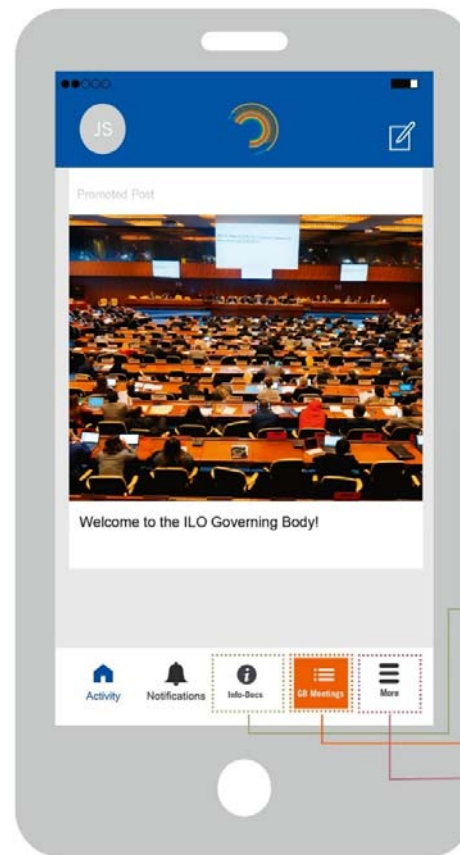 JS
Promoted Post
Welcome to the ILO Governing Body!
Activity
Notifications
Info-Docs
GB Meetings
More